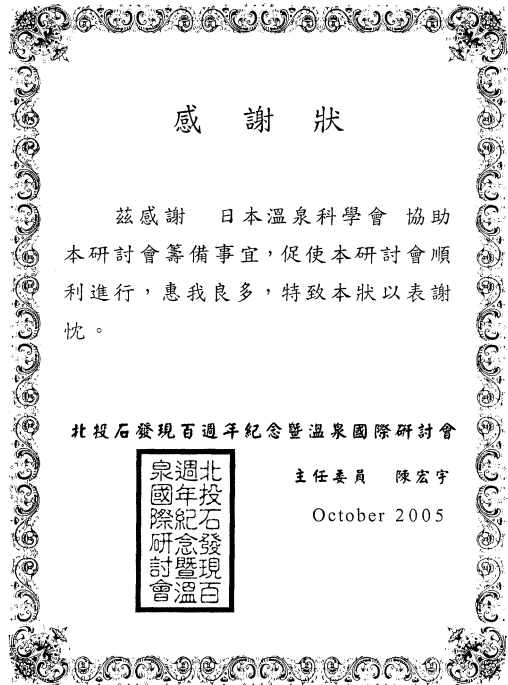 感謝狀
茲感謝 日本溫泉科學會 協助
本研討會籌備事宜,促使本研討會順
利進行,惠我良多,特致本狀以表謝
忱。
北投石發現百週年紀念暨溫泉國際研討會
主任委員 陳宏宇
October 2005
北投石發現百
週年紀念暨溫
泉國際研討會